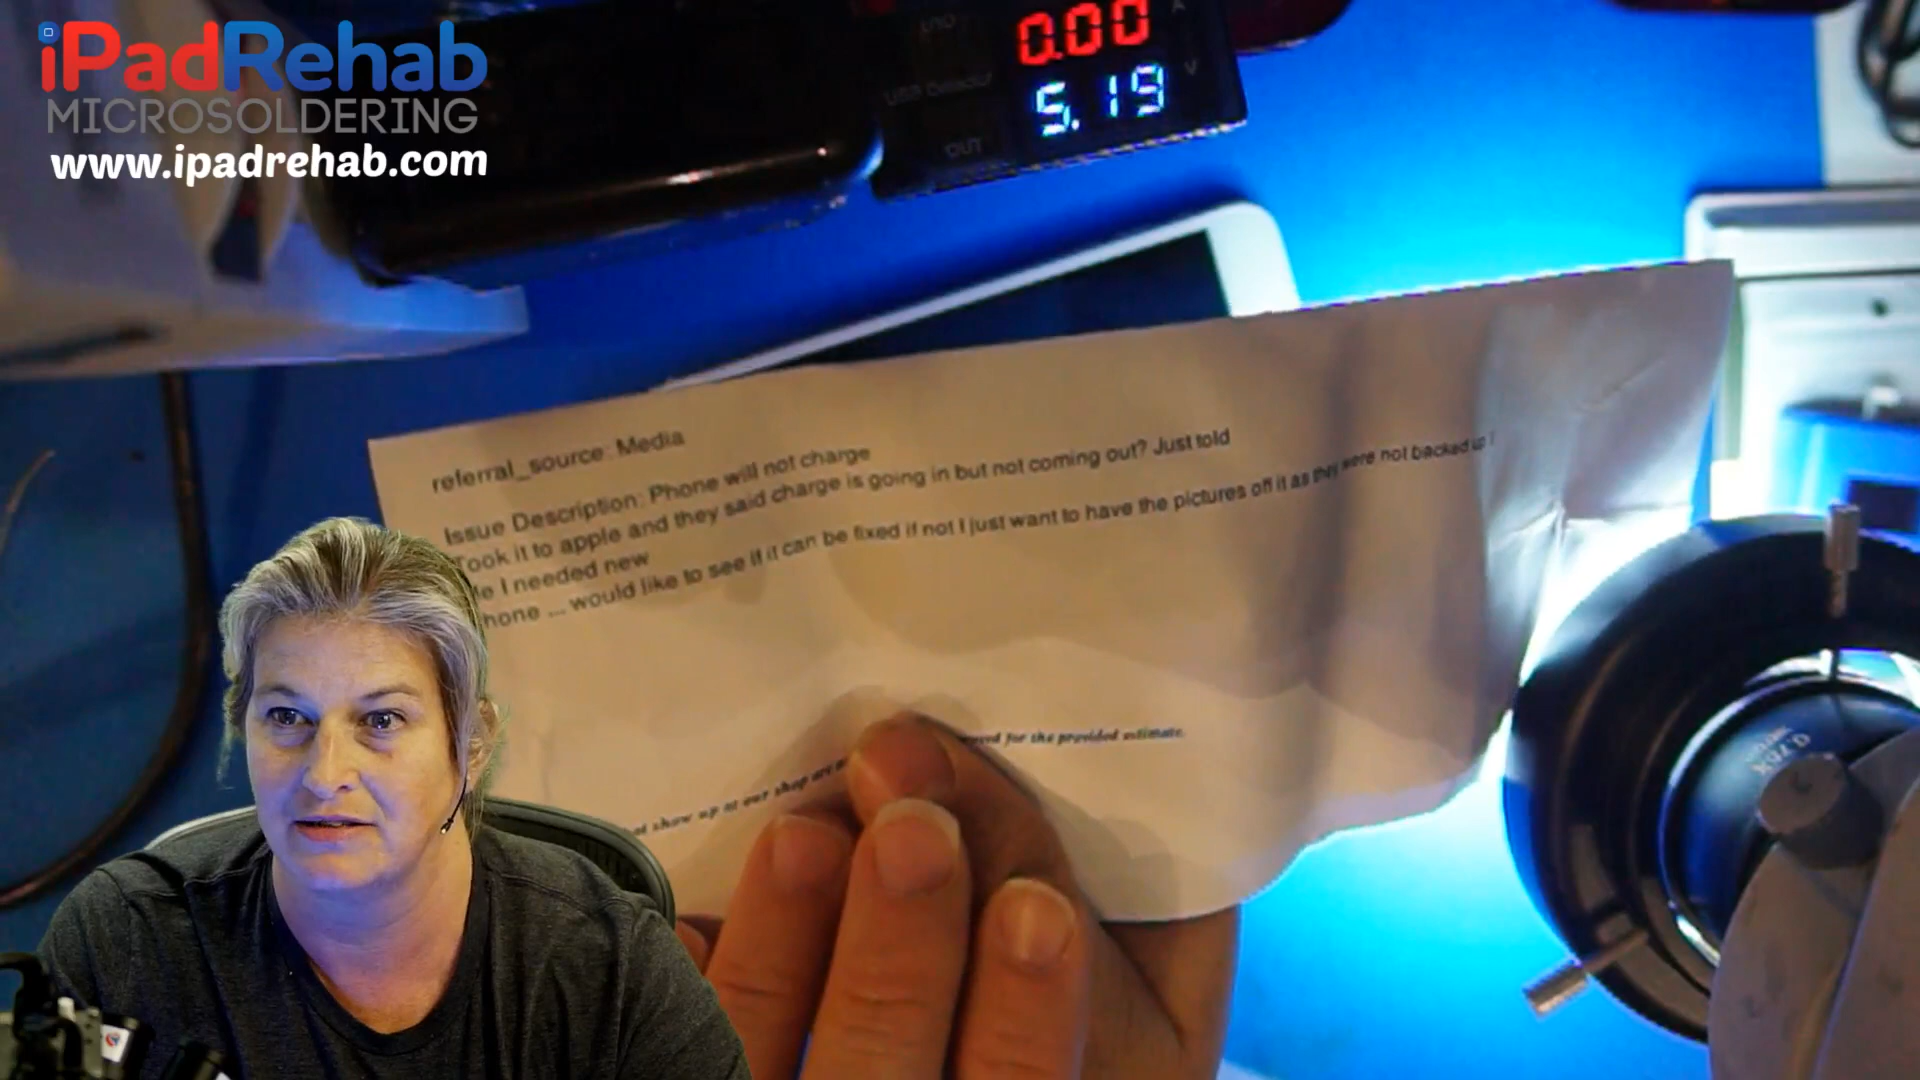 iPadRehab
MICROSOLDERING
www.ipadrehab.com
0.00 A
5.19 V
OUT
referral_source: Media
Issue Description: Phone will not charge
Took it to apple and they said charge is going in but not coming out? Just told
I needed new
would like to see if it can be fixed if not I just want to have the pictures off it as they were not backed up
show up at our shop are
for the provided estimate.